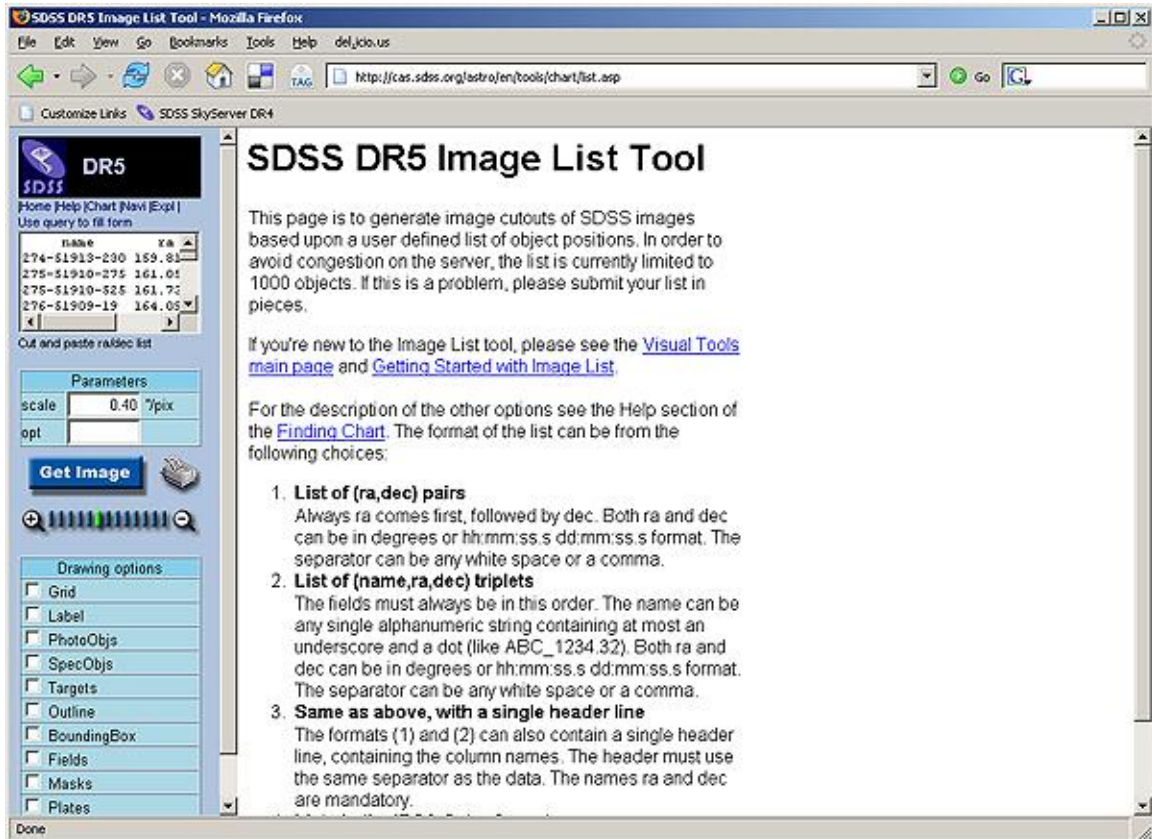 SDSS DR5 Image List Tool - Mozilla Firefox
File Edit View Go Bookmarks Tools Help del.icio.us
TAG http://cas.sdss.org/astro/en/tools/chart/list.asp Go G
Customize Links SDSS SkyServer DR4
SDSS DR5
Home |Help |Chart |Navi |Expl |
Use query to fill form
name ra
274-51913-230 159.81
275-51910-275 161.05
275-51910-525 161.73
276-51909-19 164.05
Cut and paste ra/dec list
Parameters
scale 0.40 "/pix
opt
Get Image
Drawing options
Grid
Label
PhotoObjs
SpecObjs
Targets
Outline
BoundingBox
Fields
Masks
Plates
SDSS DR5 Image List Tool
This page is to generate image cutouts of SDSS images
based upon a user defined list of object positions. In order to
avoid congestion on the server, the list is currently limited to
1000 objects. If this is a problem, please submit your list in
pieces.
If you're new to the Image List tool, please see the Visual Tools
main page and Getting Started with Image List.
For the description of the other options see the Help section of
the Finding Chart. The format of the list can be from the
following choices:
1. List of (ra,dec) pairs
Always ra comes first, followed by dec. Both ra and dec
can be in degrees or hh:mm:ss.s dd:mm:ss.s format. The
separator can be any white space or a comma.
2. List of (name,ra,dec) triplets
The fields must always be in this order. The name can be
any single alphanumeric string containing at most an
underscore and a dot (like ABC_1234.32). Both ra and
dec can be in degrees or hh:mm:ss.s dd:mm:ss.s format.
The separator can be any white space or a comma.
3. Same as above, with a single header line
The formats (1) and (2) can also contain a single header
line, containing the column names. The header must use
the same separator as the data. The names ra and dec
are mandatory.
Done